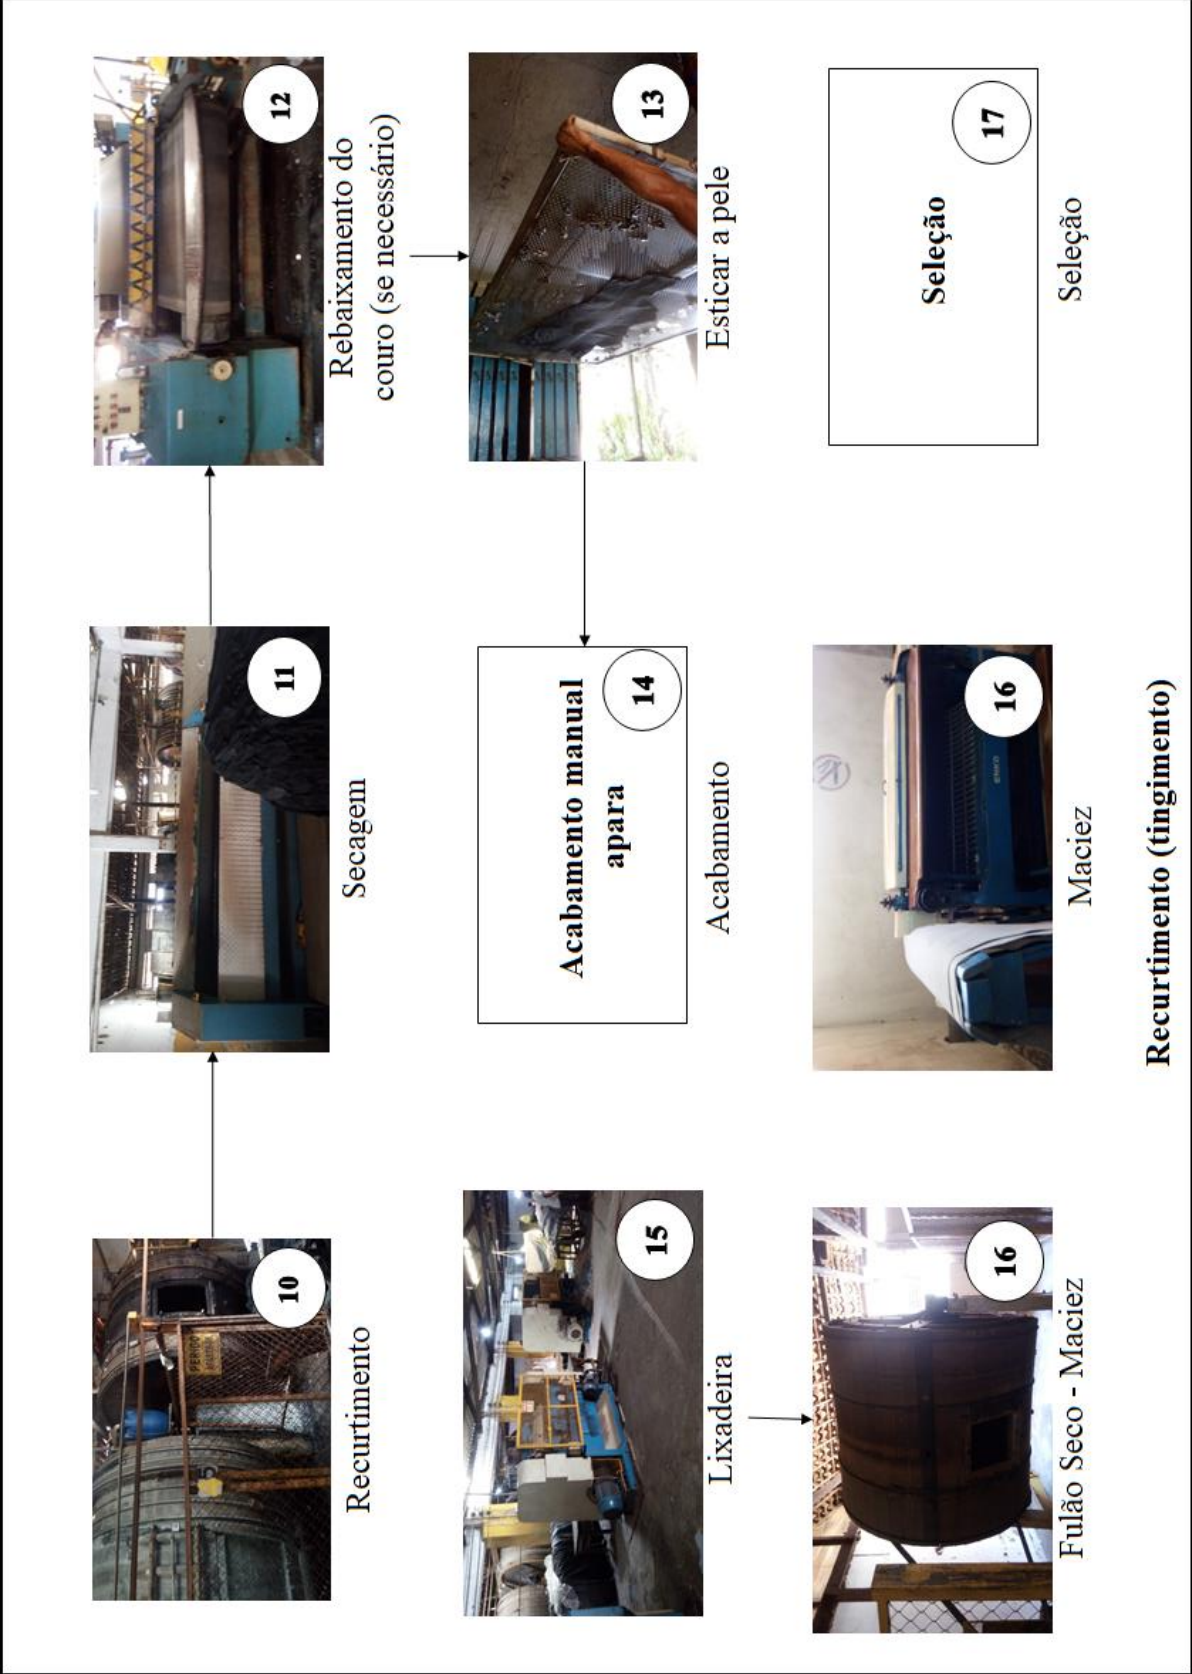 PERIGO
10
Recurtimento
11
Secagem
12
Rebaixamento do
couro (se necessário)
15
Lixadeira
Acabamento manual
apara
14
Acabamento
13
Esticar a pele
16
Fulão Seco - Maciez
16
Maciez
Seleção
17
Seleção
Recurtimento (tingimento)